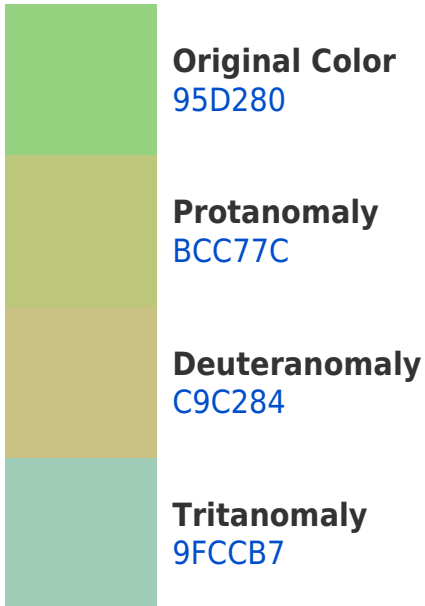 Original Color
95D280
Protanomaly
BCC77C
Deuteranomaly
C9C284
Tritanomaly
9FCCB7